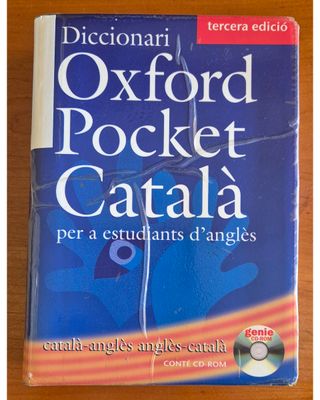 tercera edició
Diccionari
Oxford
Pocket
Català
per a estudiants d'anglès
català-anglès anglès-català
CONTÉ CD-ROM
genie
CD-ROM